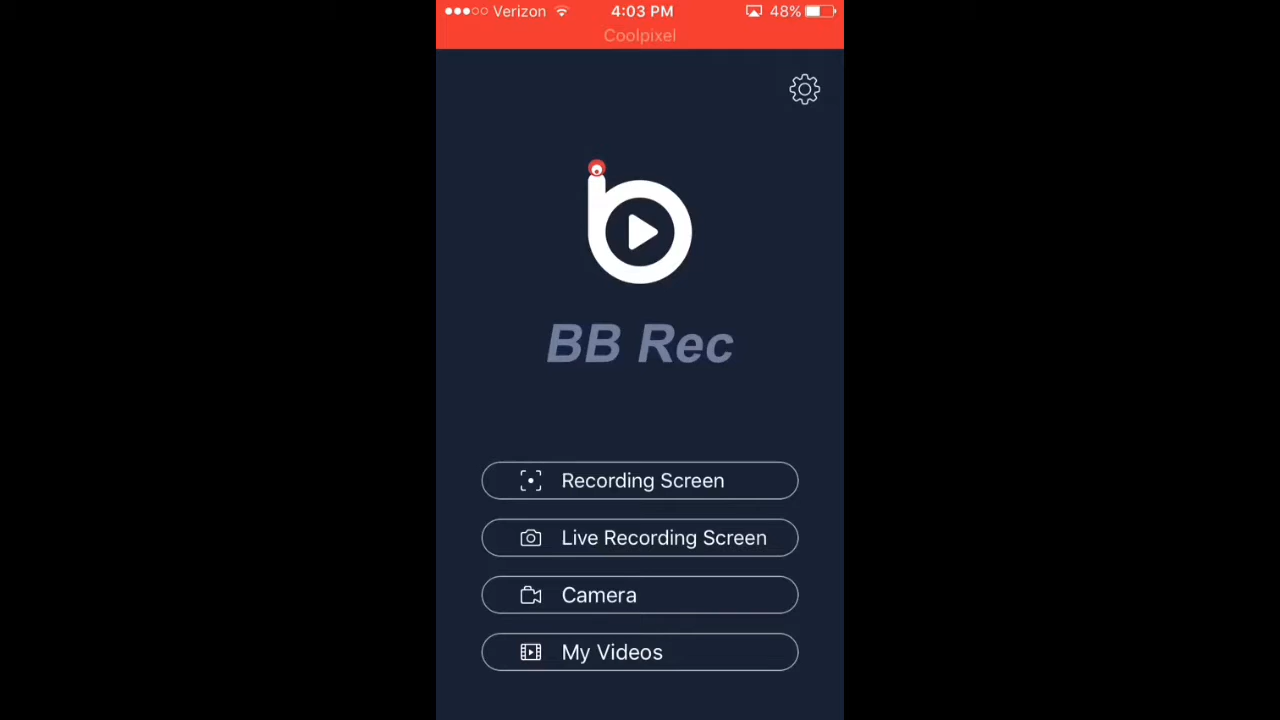 Verizon 4:03 PM 48%
Coolpixel
BB Rec
Recording Screen
Live Recording Screen
Camera
My Videos